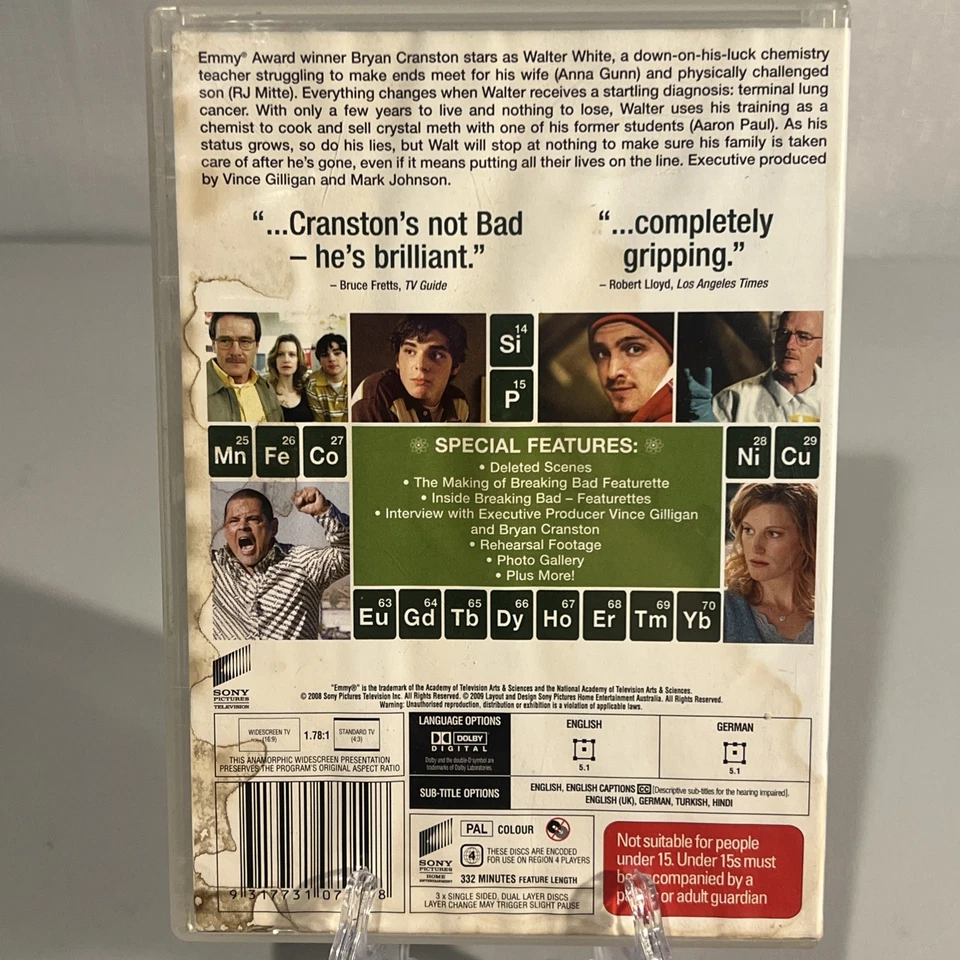 Emmy® Award winner Bryan Cranston stars as Walter White, a down-on-his-luck chemistry
teacher struggling to make ends meet for his wife (Anna Gunn) and physically challenged
son (RJ Mitte). Everything changes when Walter receives a startling diagnosis: terminal lung
cancer. With only a few years to live and nothing to lose, Walter uses his training as a
chemist to cook and sell crystal meth with one of his former students (Aaron Paul). As his
status grows, so do his lies, but Walt will stop at nothing to make sure his family is taken
care of after he's gone, even if it means putting all their lives on the line. Executive produced
by Vince Gilligan and Mark Johnson.
“...Cranston's not Bad
– he's brilliant.”
– Bruce Fretts, TV Guide
“...completely
gripping.”
– Robert Lloyd, Los Angeles Times
14
Si
15
P
25
Mn
26
Fe
27
Co
28
Ni
29
Cu
SPECIAL FEATURES:
• Deleted Scenes
• The Making of Breaking Bad Featurette
• Inside Breaking Bad – Featurettes
• Interview with Executive Producer Vince Gilligan
and Bryan Cranston
• Rehearsal Footage
• Photo Gallery
• Plus More!
63
Eu
64
Gd
65
Tb
66
Dy
67
Ho
68
Er
69
Tm
70
Yb
SONY
PICTURES
TELEVISION
"Emmy®" is the trademark of the Academy of Television Arts & Sciences and the National Academy of Television Arts & Sciences.
© 2008 Sony Pictures Television Inc. All Rights Reserved. © 2009 Layout and Design Sony Pictures Home Entertainment Australia. All Rights Reserved.
Warning: Unauthorised reproduction, distribution or exhibition is a violation of applicable laws.
WIDESCREEN TV
(16:9)
1.78:1
STANDARD TV
(4:3)
THIS ANAMORPHIC WIDESCREEN PRESENTATION
PRESERVES THE PROGRAM'S ORIGINAL ASPECT RATIO
LANGUAGE OPTIONS
DOLBY
DIGITAL
Dolby and the double-D symbol are
trademarks of Dolby Laboratories.
ENGLISH
5.1
GERMAN
5.1
SUB-TITLE OPTIONS
ENGLISH, ENGLISH CAPTIONS CC [Descriptive sub-titles for the hearing impaired],
ENGLISH (UK), GERMAN, TURKISH, HINDI
9 317731 07 8
SONY
PICTURES
HOME
ENTERTAINMENT
PAL COLOUR
4
THESE DISCS ARE ENCODED
FOR USE ON REGION 4 PLAYERS
332 MINUTES FEATURE LENGTH
3 x SINGLE SIDED, DUAL LAYER DISCS
LAYER CHANGE MAY TRIGGER SLIGHT PAUSE
Not suitable for people
under 15. Under 15s must
accompanied by a
or adult guardian